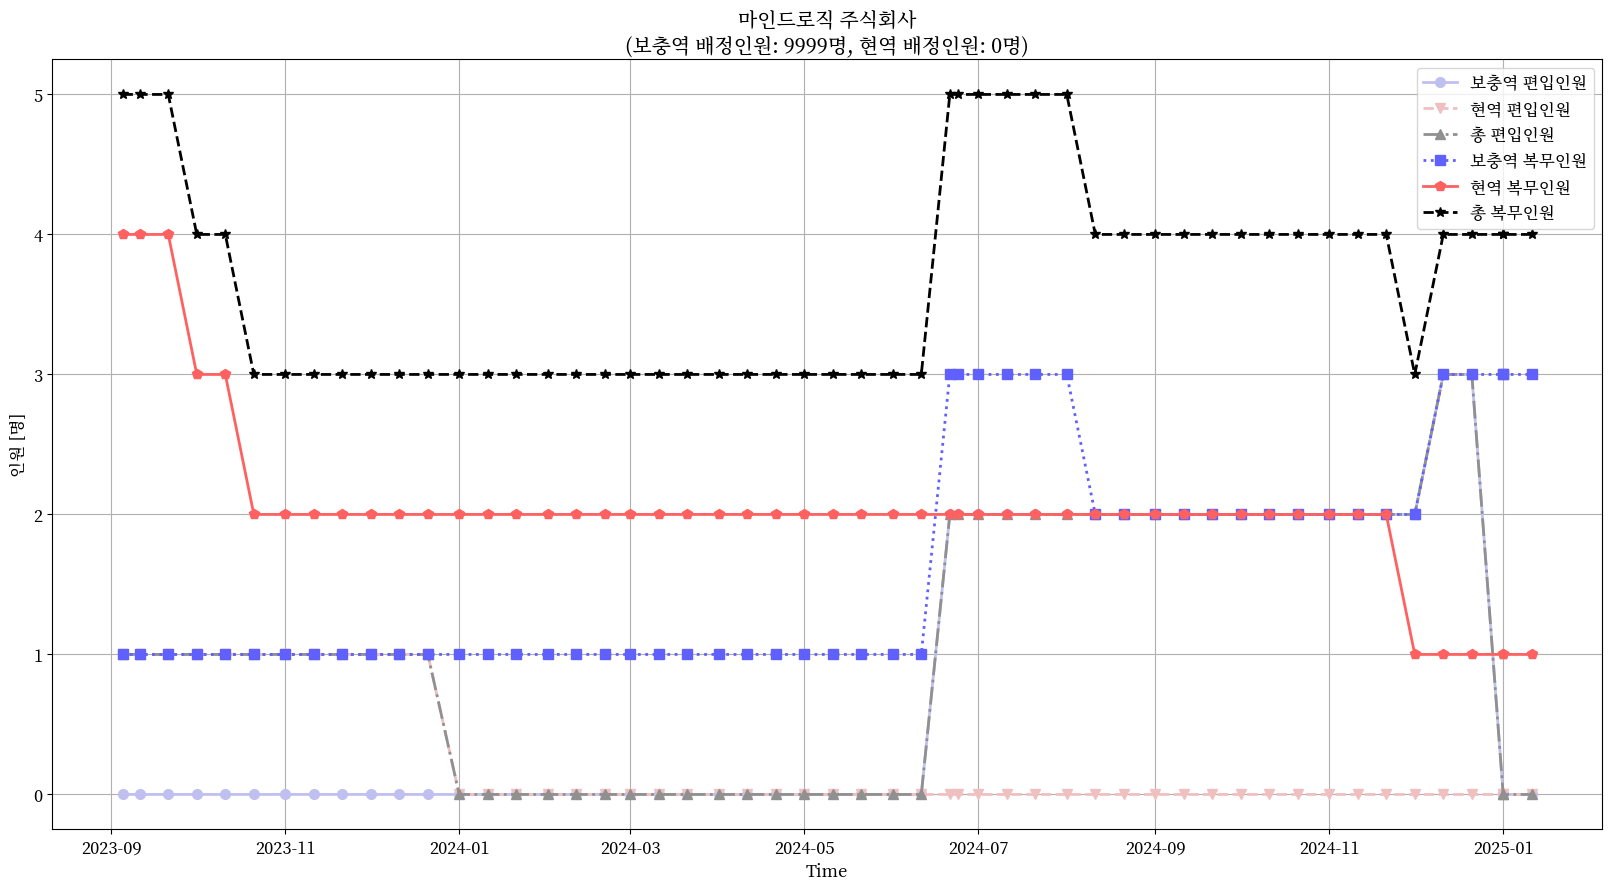 마인드로직 주식회사
(보충역 배정인원: 9999명, 현역 배정인원: 0명)
보충역 편입인원
현역 편입인원
총 편입인원
보충역 복무인원
현역 복무인원
총 복무인원
인원 [명]
5
4
3
2
1
0
2023-09
2023-11
2024-01
2024-03
2024-05
2024-07
2024-09
2024-11
2025-01
Time